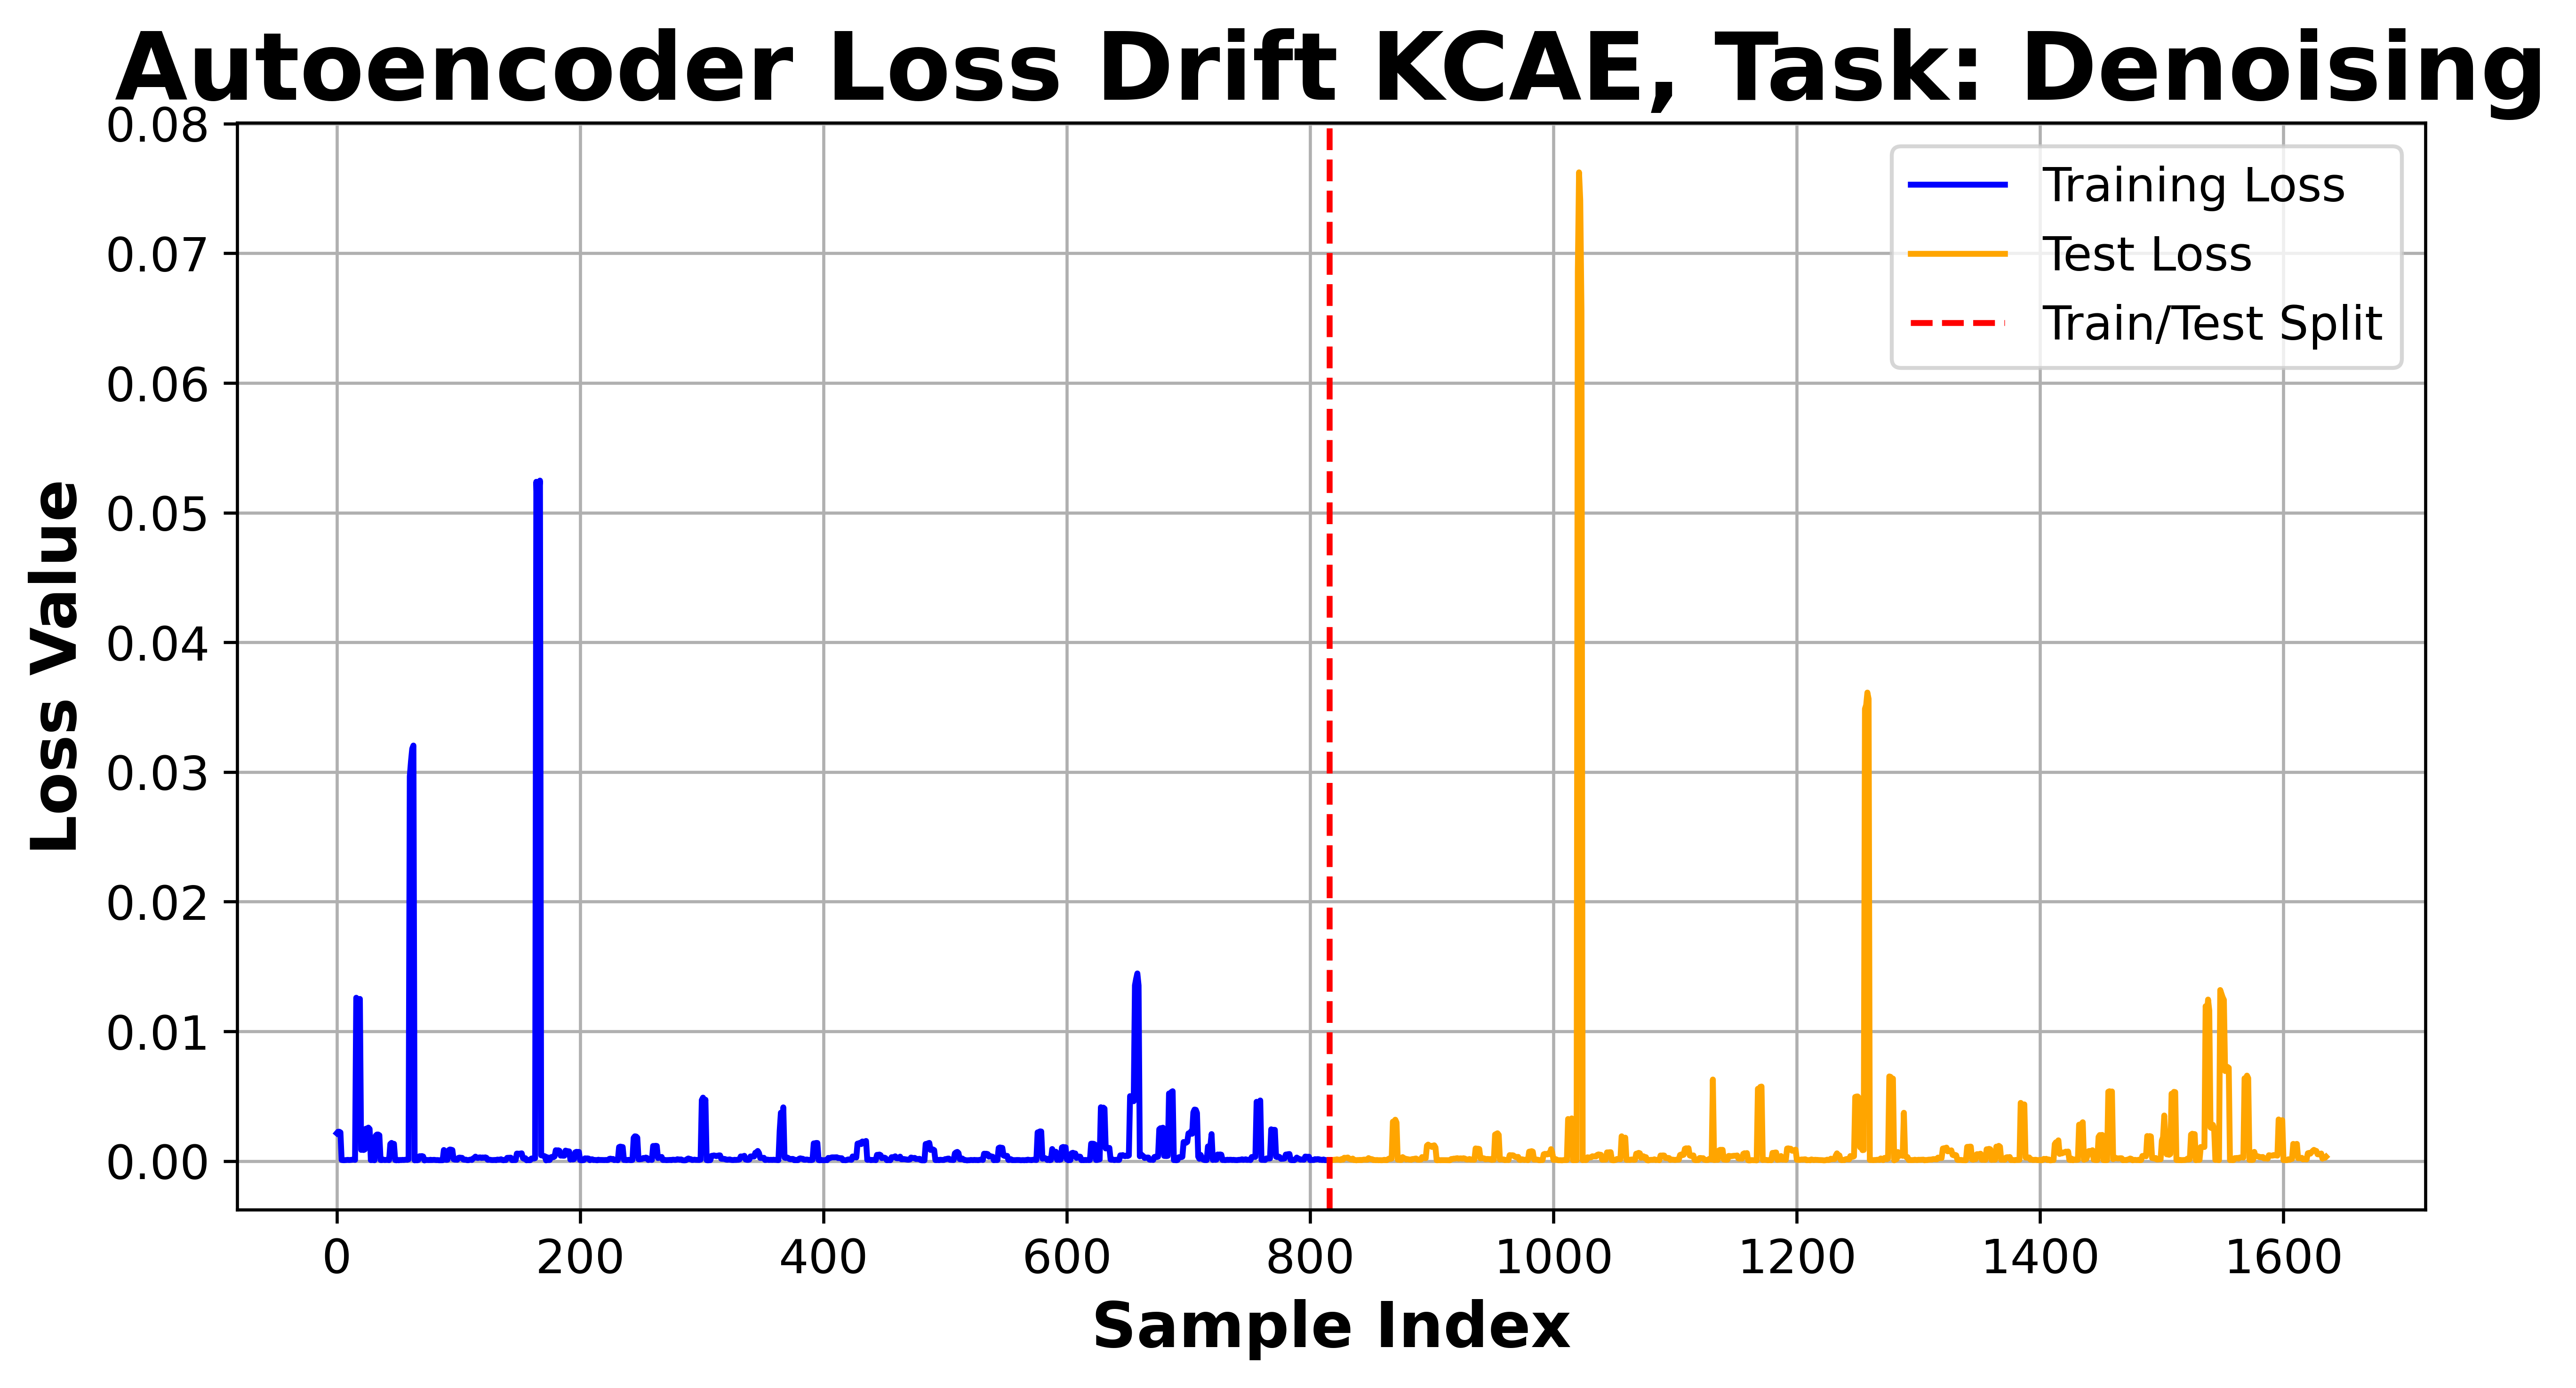 Autoencoder Loss Drift KCAE, Task: Denoising
Loss Value
0.08
0.07
0.06
0.05
0.04
0.03
0.02
0.01
0.00
Training Loss
Test Loss
Train/Test Split
0 200 400 600 800 1000 1200 1400 1600
Sample Index